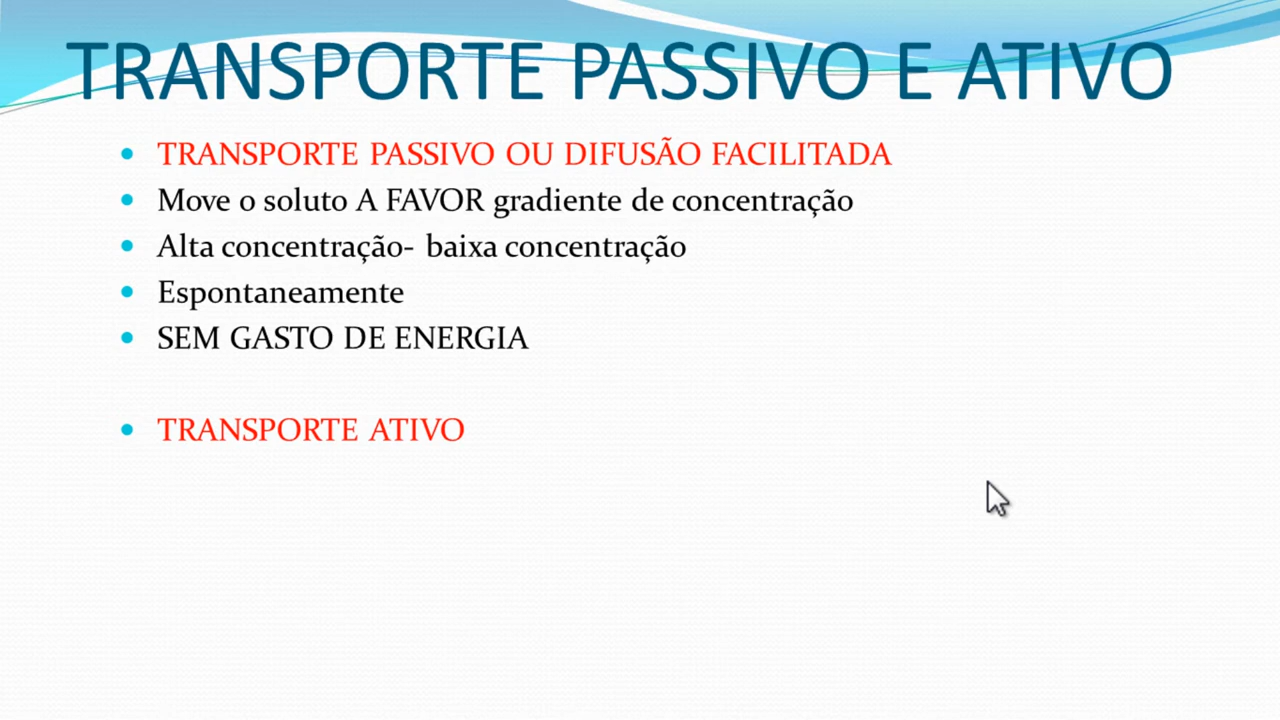 TRANSPORTE PASSIVO E ATIVO
• TRANSPORTE PASSIVO OU DIFUSÃO FACILITADA
• Move o soluto A FAVOR gradiente de concentração
• Alta concentração- baixa concentração
• Espontaneamente
• SEM GASTO DE ENERGIA
• TRANSPORTE ATIVO